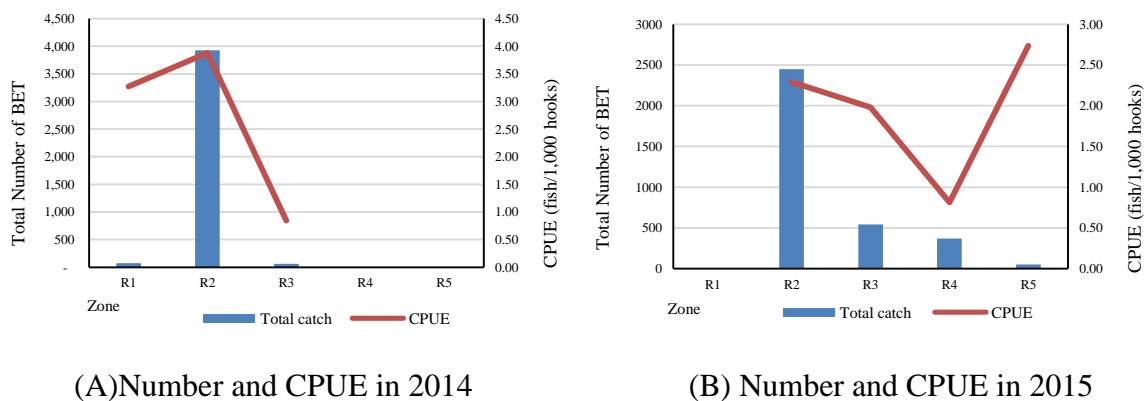 4,500
4,000
3,500
3,000
2,500
2,000
1,500
1,000
500
-
Total Number of BET
4.50
4.00
3.50
3.00
2.50
2.00
1.50
1.00
0.50
0.00
CPUE (fish/1,000 hooks)
R1 R2 R3 R4 R5
Zone
Total catch CPUE
(A)Number and CPUE in 2014
3000
2500
2000
1500
1000
500
0
Total Number of BET
3.00
2.50
2.00
1.50
1.00
0.50
0.00
CPUE (fish/1,000 hooks)
R1 R2 R3 R4 R5
Zone
Total catch CPUE
(B) Number and CPUE in 2015